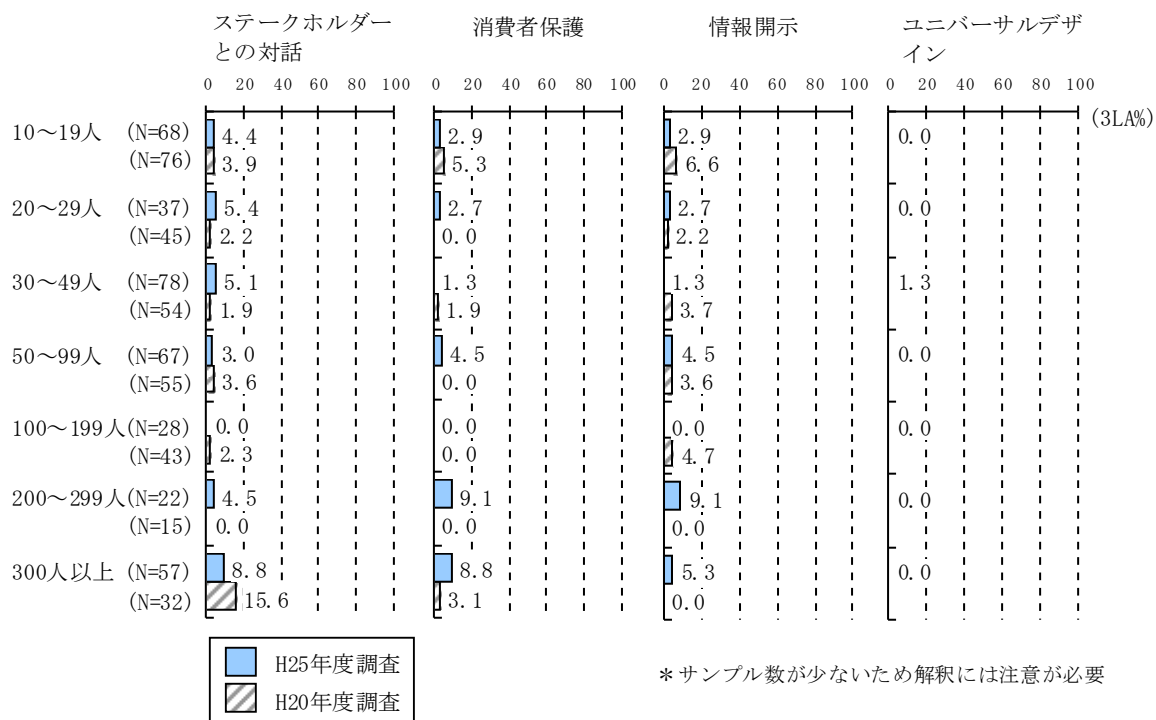 ステークホルダー
との対話
消費者保護
情報開示
ユニバーサルデザ
イン
0 20 40 60 80 100 0 20 40 60 80 100 0 20 40 60 80 100 0 20 40 60 80 100
(3LA%)
10～19人 (N=68) 4.4 2.9 2.9 0.0
(N=76) 3.9 5.3 6.6
20～29人 (N=37) 5.4 2.7 2.7 0.0
(N=45) 2.2 0.0 2.2
30～49人 (N=78) 5.1 1.3 1.3 1.3
(N=54) 1.9 1.9 3.7
50～99人 (N=67) 3.0 4.5 4.5 0.0
(N=55) 3.6 0.0 3.6
100～199人(N=28) 0.0 0.0 0.0 0.0
(N=43) 2.3 0.0 4.7
200～299人(N=22) 4.5 9.1 9.1 0.0
(N=15) 0.0 0.0 0.0
300人以上 (N=57) 8.8 8.8 5.3 0.0
(N=32) 15.6 3.1 0.0
H25年度調査
H20年度調査
＊サンプル数が少ないため解釈には注意が必要